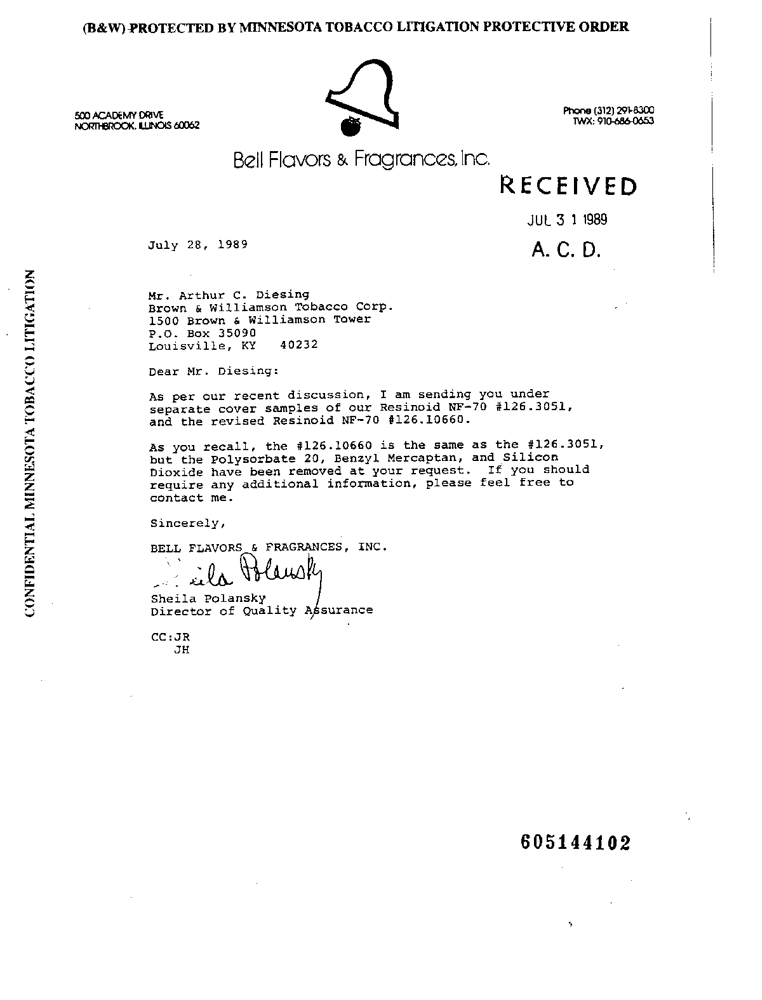 (B&W) PROTECTED BY MINNESOTA TOBACCO LITIGATION PROTECTIVE ORDER
500 ACADEMY DRIVE
NORTHBROOK, ILLINOIS 60062
Phone (312) 291-8300
TWX: 910-686-0653
Bell Flavors & Fragrances, Inc.
RECEIVED
JUL 31 1989
A. C. D.
July 28, 1989
Mr. Arthur C. Diesing
Brown & Williamson Tobacco Corp.
1500 Brown & Williamson Tower
P.O. Box 35090
Louisville, KY 40232
Dear Mr. Diesing:
As per our recent discussion, I am sending you under
separate cover samples of our Resinoid NF-70 #126.3051,
and the revised Resinoid NF-70 #126.10660.
As you recall, the #126.10660 is the same as the #126.3051,
but the Polysorbate 20, Benzyl Mercaptan, and Silicon
Dioxide have been removed at your request. If you should
require any additional information, please feel free to
contact me.
Sincerely,
BELL FLAVORS & FRAGRANCES, INC.
Sheila Polansky
Sheila Polansky
Director of Quality Assurance
CC:JR
JH
CONFIDENTIAL MINNESOTA TOBACCO LITIGATION
605144102